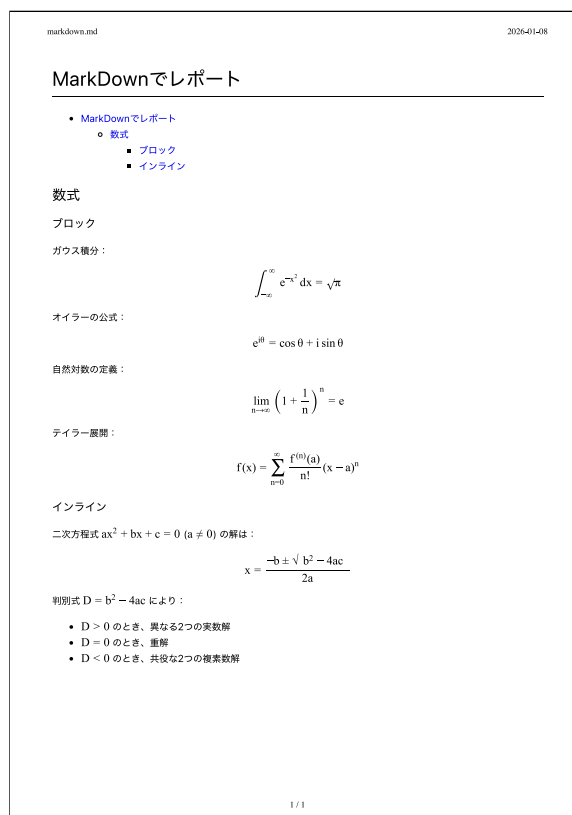 markdown.md 2026-01-08
MarkDownでレポート
• MarkDownでレポート
◦ 数式
▪ ブロック
▪ インライン
数式
ブロック
ガウス積分：
∫_{−∞}^{∞} e^{−x²} dx = √π
オイラーの公式：
e^{iθ} = cos θ + i sin θ
自然対数の定義：
lim_{n→∞} (1 + 1/n)^n = e
テイラー展開：
f(x) = ∑_{n=0}^{∞} f^{(n)}(a)/n! (x − a)^n
インライン
二次方程式 ax² + bx + c = 0 (a ≠ 0) の解は：
x = (−b ± √ b² − 4ac)/2a
判別式 D = b² − 4ac により：
• D > 0 のとき、異なる2つの実数解
• D = 0 のとき、重解
• D < 0 のとき、共役な2つの複素数解
1 / 1